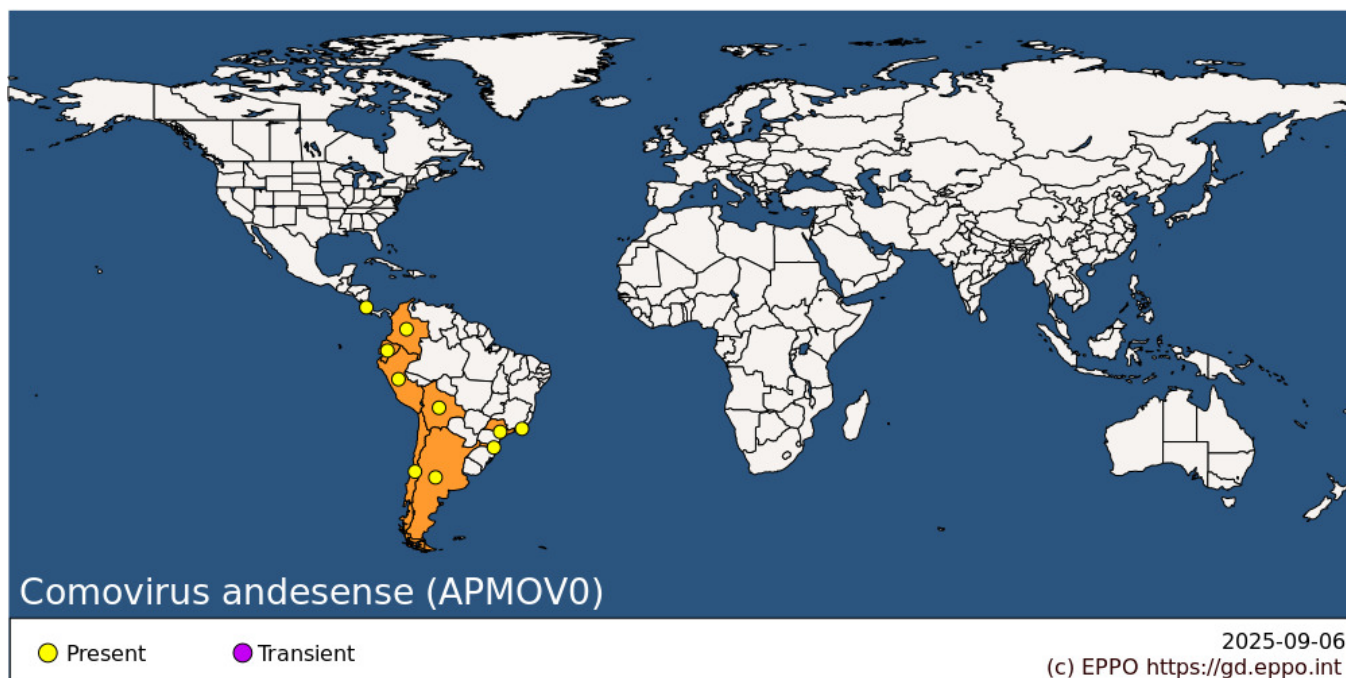 Comovirus andesense (APMOV0)
Present
Transient
2025-09-06
(c) EPPO https://gd.eppo.int